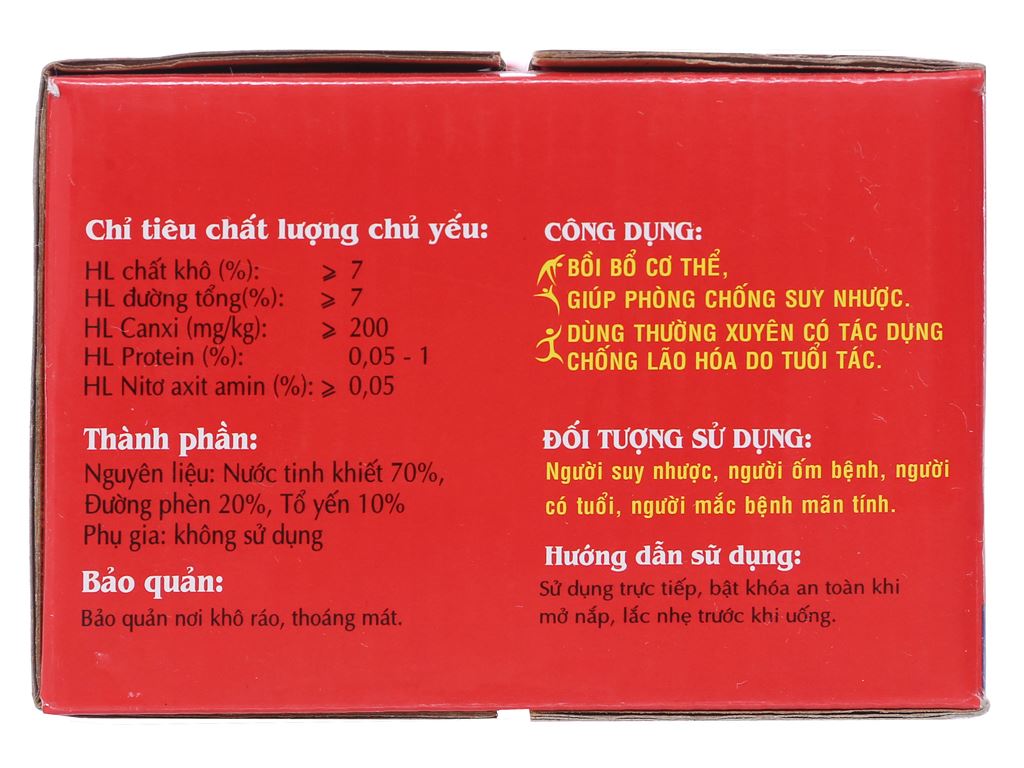 Chỉ tiêu chất lượng chủ yếu:
HL chất khô (%): ⩾ 7
HL đường tổng(%): ⩾ 7
HL Canxi (mg/kg): ⩾ 200
HL Protein (%): 0,05 - 1
HL Nitơ axit amin (%): ⩾ 0,05
Thành phần:
Nguyên liệu: Nước tinh khiết 70%,
Đường phèn 20%, Tổ yến 10%
Phụ gia: không sử dụng
Bảo quản:
Bảo quản nơi khô ráo, thoáng mát.
CÔNG DỤNG:
BỒI BỔ CƠ THỂ,
GIÚP PHÒNG CHỐNG SUY NHƯỢC.
DÙNG THƯỜNG XUYÊN CÓ TÁC DỤNG
CHỐNG LÃO HÓA DO TUỔI TÁC.
ĐỐI TƯỢNG SỬ DỤNG:
Người suy nhược, người ốm bệnh, người
có tuổi, người mắc bệnh mãn tính.
Hướng dẫn sữ dụng:
Sử dụng trực tiếp, bật khóa an toàn khi
mở nắp, lắc nhẹ trước khi uống.